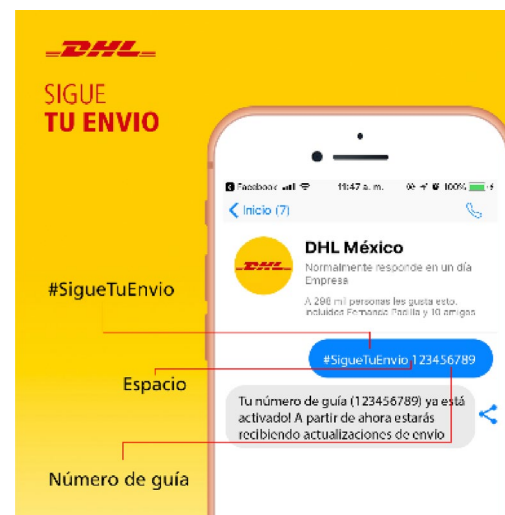 DHL
SIGUE
TU ENVIO
Facebook 11:47 a. m. 100%
Inicio (7)
DHL
DHL México
Normalmente responde en un día
Empresa
A 298 mil personas les gusta esto,
incluidos Fernanda Padilla y 10 amigos
#SigueTuEnvio
#SigueTuEnvio 123456789
Espacio
Tu número de guía (123456789) ya está
activado! A partir de ahora estarás
recibiendo actualizaciones de envio
Número de guía